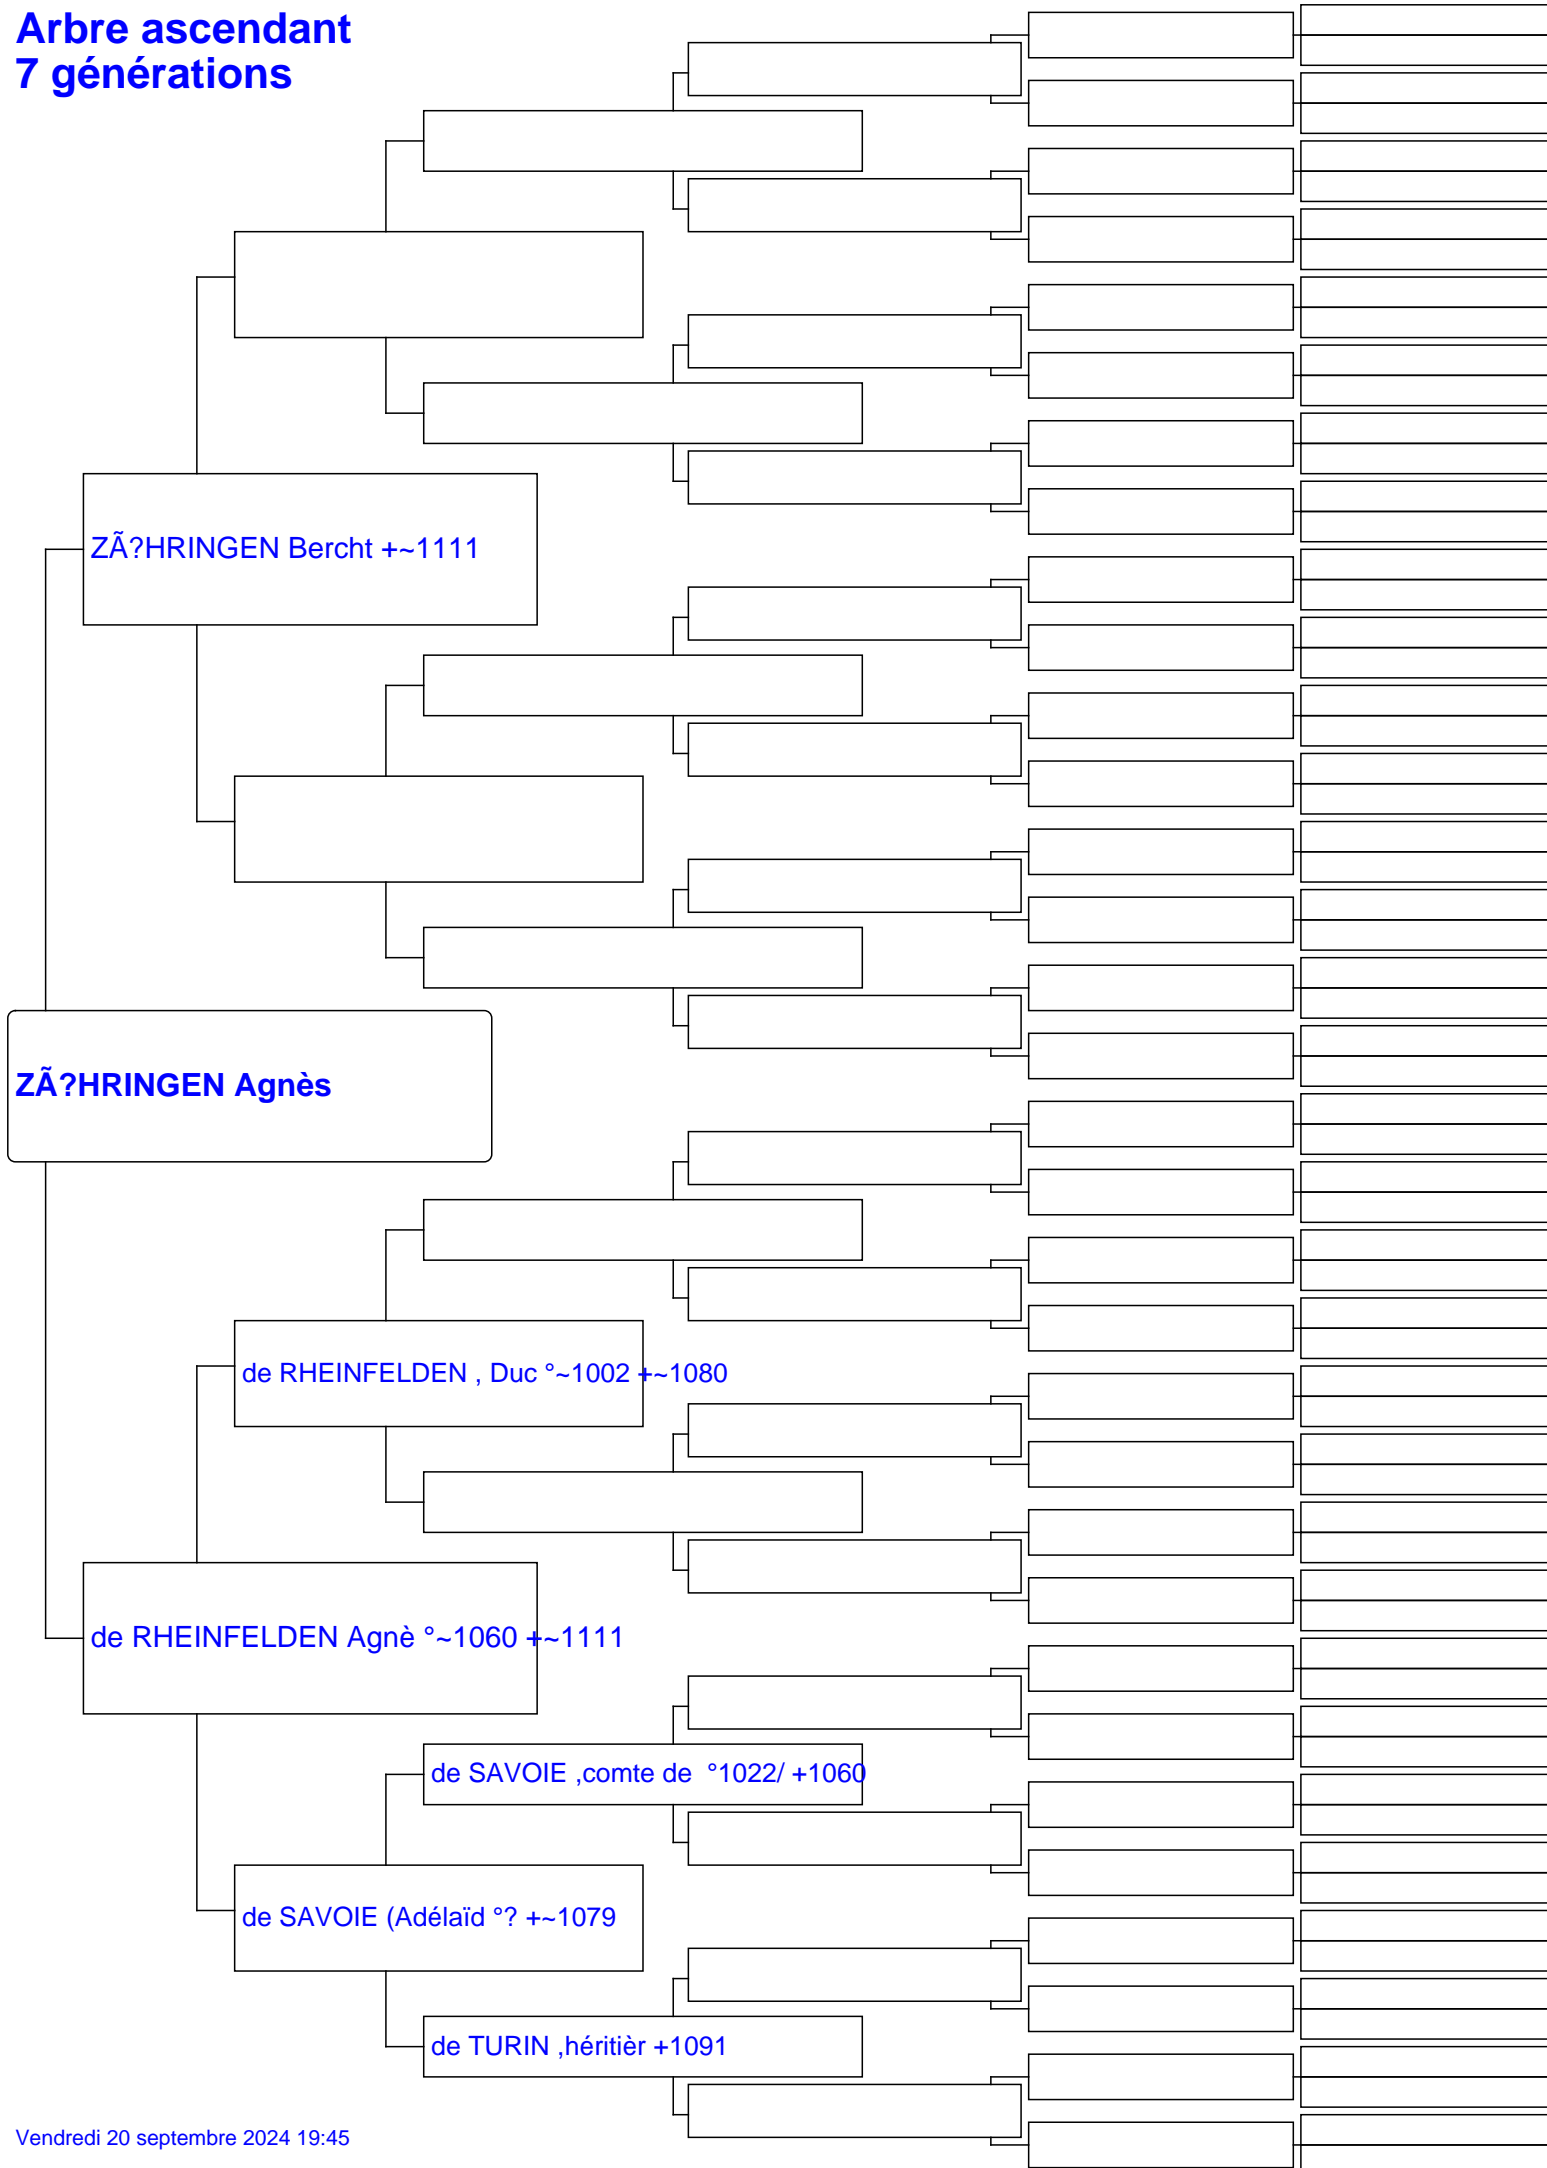 Arbre ascendant
7 générations
ZÃ?HRINGEN Bercht +~1111
ZÃ?HRINGEN Agnès
de RHEINFELDEN , Duc °~1002 +~1080
de RHEINFELDEN Agnè °~1060 +~1111
de SAVOIE ,comte de  °1022/ +1060
de SAVOIE (Adélaïd °? +~1079
de TURIN ,héritièr +1091
Vendredi 20 septembre 2024 19:45